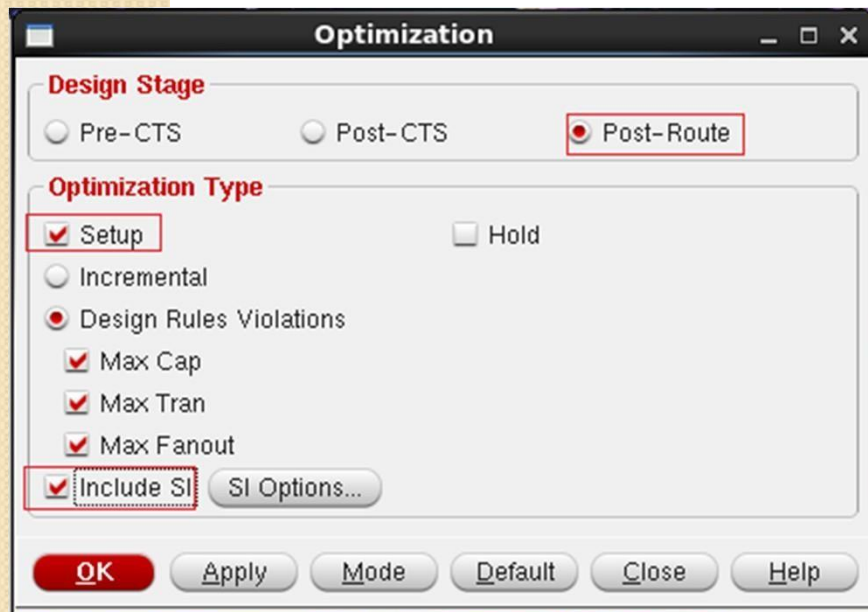 Optimization
Design Stage
Pre-CTS Post-CTS Post-Route
Optimization Type
Setup Hold
Incremental
Design Rules Violations
Max Cap
Max Tran
Max Fanout
Include SI SI Options...
OK Apply Mode Default Close Help